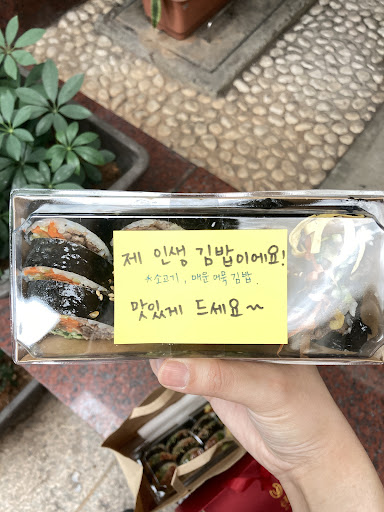 제 인생 김밥이에요!
*소고기, 매운 어묵 김밥.
맛있게 드세요~